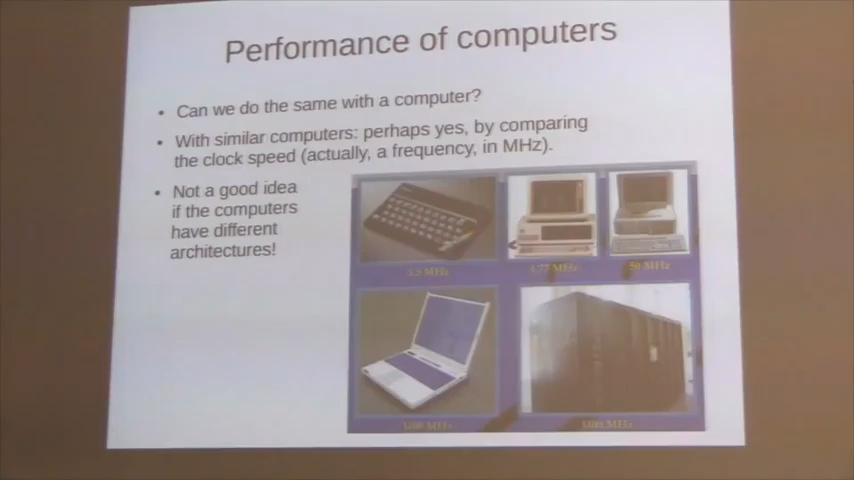 Performance of computers
• Can we do the same with a computer?
• With similar computers: perhaps yes, by comparing
the clock speed (actually, a frequency, in MHz).
• Not a good idea
if the computers
have different
architectures!
3.5 MHz
4.77 MHz
50 MHz
MHz
MHz